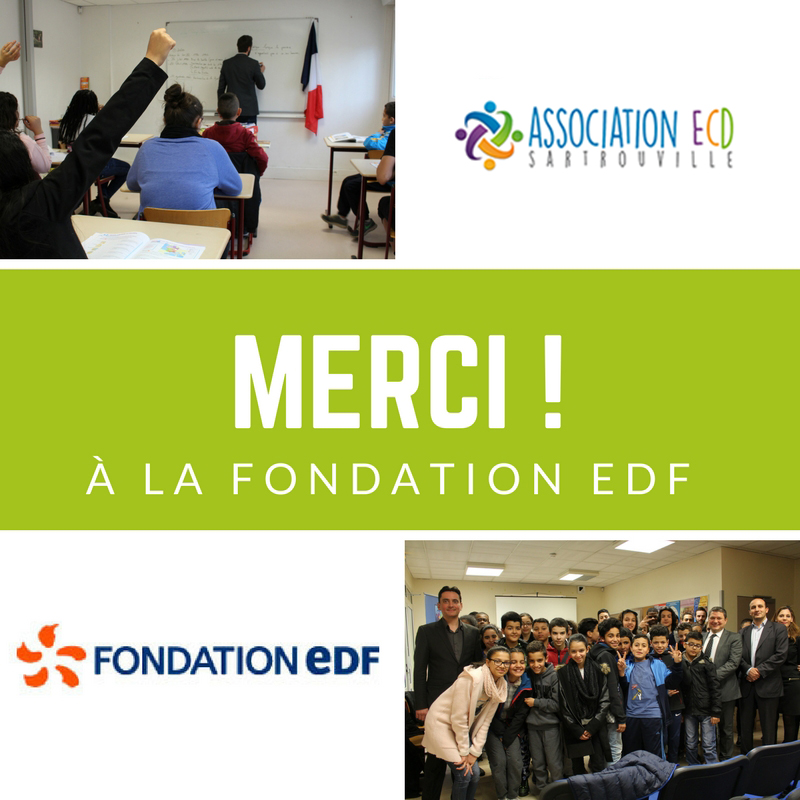 ASSOCIATION ECD
SARTROUVILLE
MERCI !
À LA FONDATION EDF
FONDATION eDF